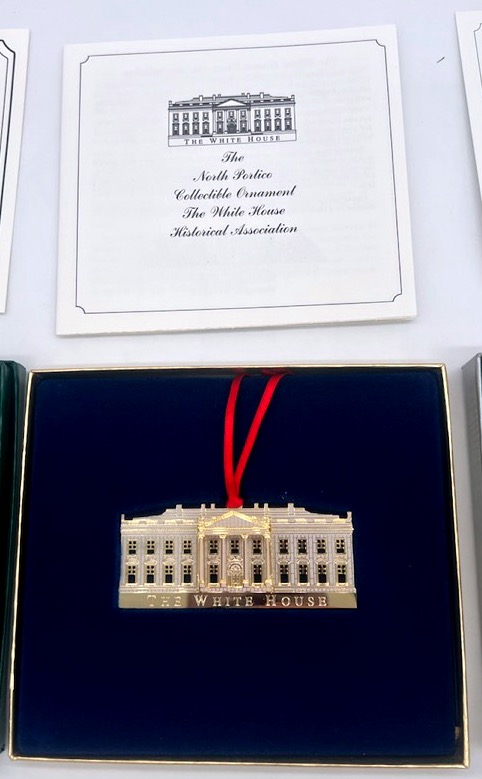 THE WHITE HOUSE
The
North Portico
Collectible Ornament
The White House
Historical Association
THE WHITE HOUSE